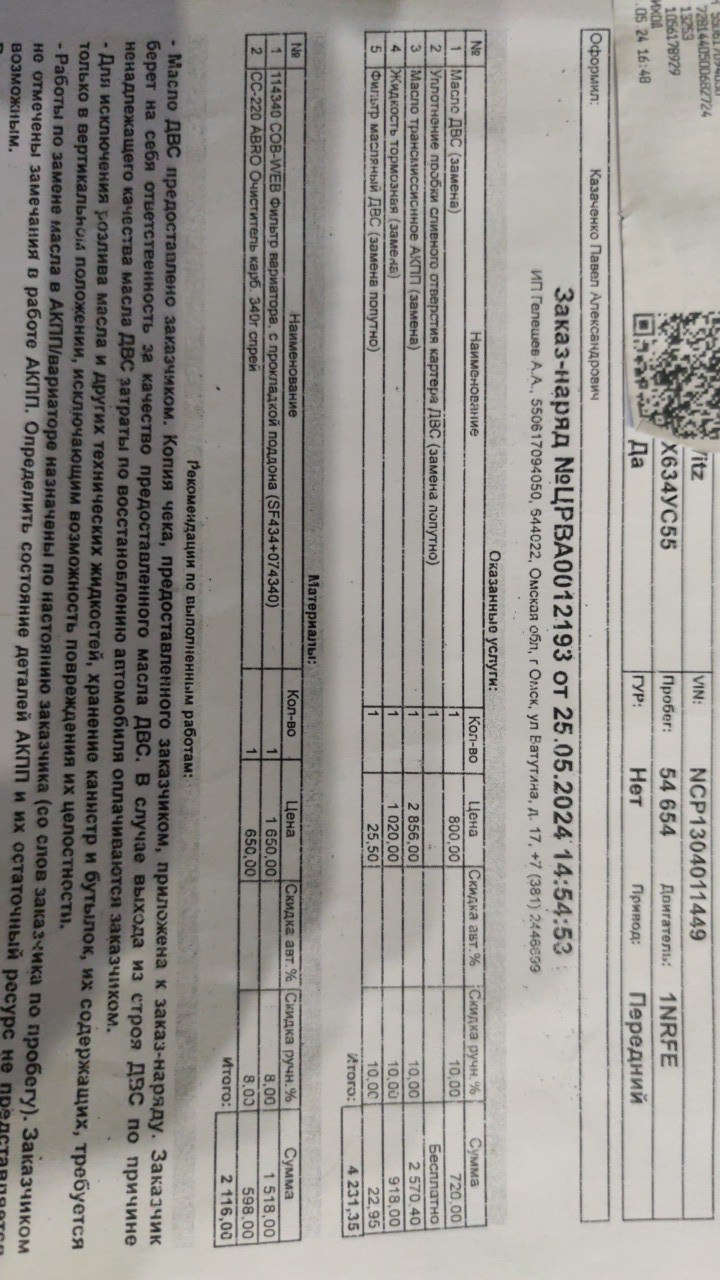 7281440500687724
13253
1056178929
.05 24 16:48
Vitz
VIN: NCP1304011449
X634УС55 Пробег: 54 654 Двигатель: 1NRFE
Да ГУР: Нет Привод: Передний
Оформил: Казаченко Павел Александрович
Заказ-наряд №ЦРВА0012193 от 25.05.2024 14:54:53
ИП Гелешев А.А., 550617094050, 644022, Омская обл, г Омск, ул Ватутина, д. 17, +7 (381) 2446699
Оказанные услуги:
№ Наименование Кол-во Цена Скидка авт.% Скидка ручн.% Сумма
1 Масло ДВС (замена) 1 800,00 10,00 720,00
2 Уплотнение пробки сливного отверстия картера ДВС (замена попутно) 1 Бесплатно
3 Масло трансмиссионное АКПП (замена) 1 2 856,00 10,00 2 570,40
4 Жидкость тормозная (замена) 1 1 020,00 10,00 918,00
5 Фильтр масляный ДВС (замена попутно) 1 25,50 10,00 22,95
Итого: 4 231,35
Материалы:
№ Наименование Кол-во Цена Скидка авт.% Скидка ручн.% Сумма
1 114340 COB-WEB Фильтр вариатора, с прокладкой поддона (SF434+074340) 1 1 650,00 8,00 1 518,00
2 CC-220 ABRO Очиститель карб. 340г спрей 1 650,00 8,00 598,00
Итого: 2 116,00
Рекомендации по выполненным работам:
- Масло ДВС предоставлено заказчиком. Копия чека, предоставленного заказчиком, приложена к заказ-наряду. Заказчик
берет на себя ответственность за качество предоставленного масла ДВС. В случае выхода из строя ДВС по причине
ненадлежащего качества масла ДВС затраты по восстановлению автомобиля оплачиваются заказчиком.
- Для исключения розлива масла и других технических жидкостей, хранение канистр и бутылок, их содержащих, требуется
только в вертикальном положении, исключающим возможность повреждения их целостности.
- Работы по замене масла в АКПП/вариаторе назначены по настоянию заказчика (со слов заказчика по пробегу). Заказчиком
не отмечены замечания в работе АКПП. Определить состояние деталей АКПП и их остаточный ресурс не представляется
возможным.